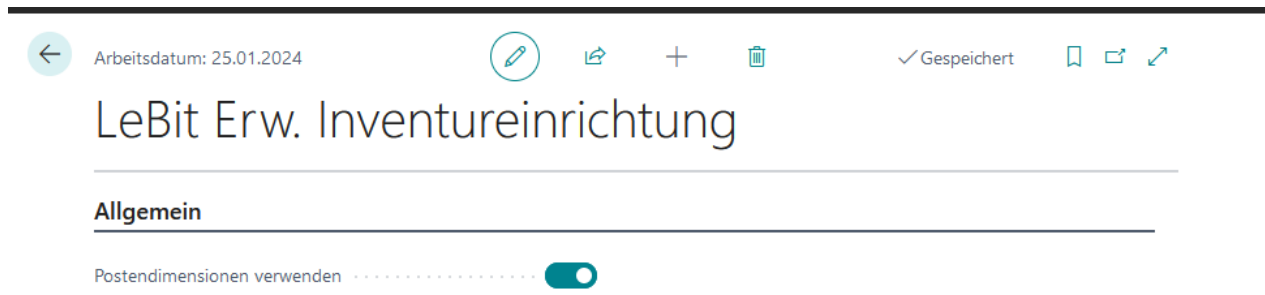 Arbeitsdatum: 25.01.2024
Gespeichert
LeBit Erw. Inventureinrichtung
Allgemein
Postendimensionen verwenden